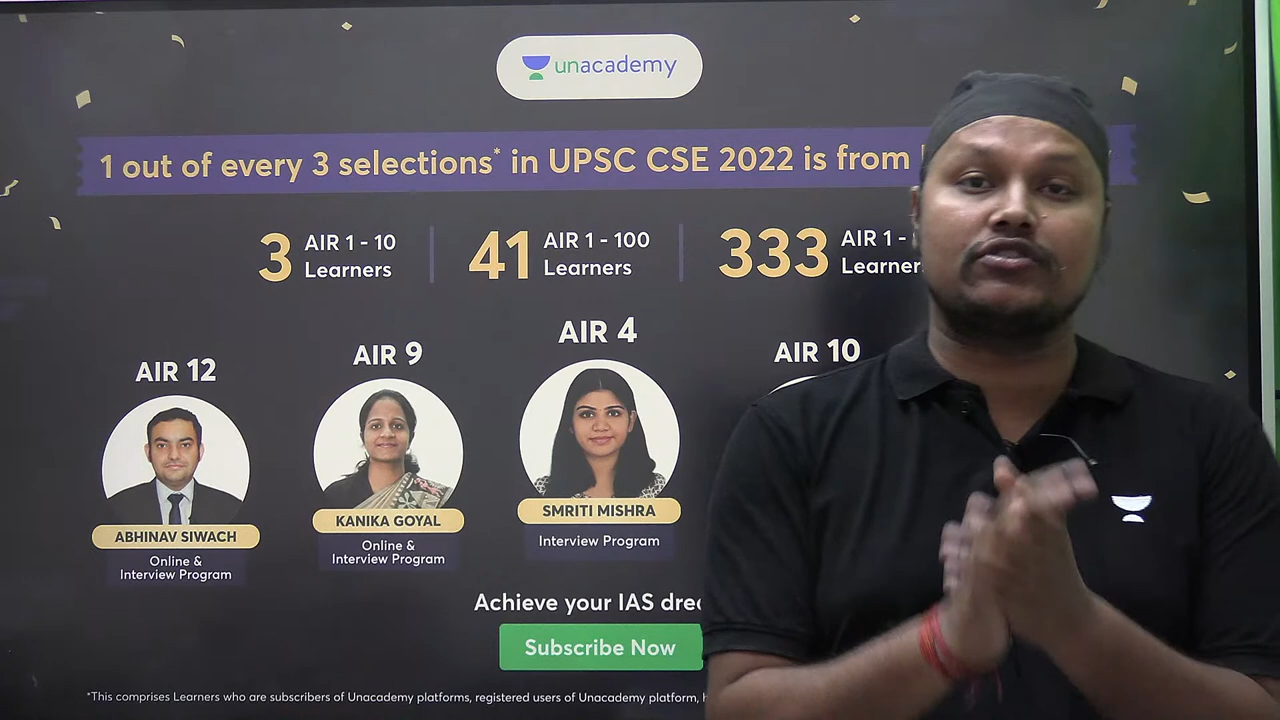 unacademy
1 out of every 3 selections* in UPSC CSE 2022 is from
3 AIR 1 - 10 Learners
41 AIR 1 - 100 Learners
333 AIR 1 - Learner
AIR 12
AIR 9
AIR 4
AIR 10
ABHINAV SIWACH
Online &
Interview Program
KANIKA GOYAL
Online &
Interview Program
SMRITI MISHRA
Interview Program
Achieve your IAS
Subscribe Now
*This comprises Learners who are subscribers of Unacademy platforms, registered users of Unacademy platform,